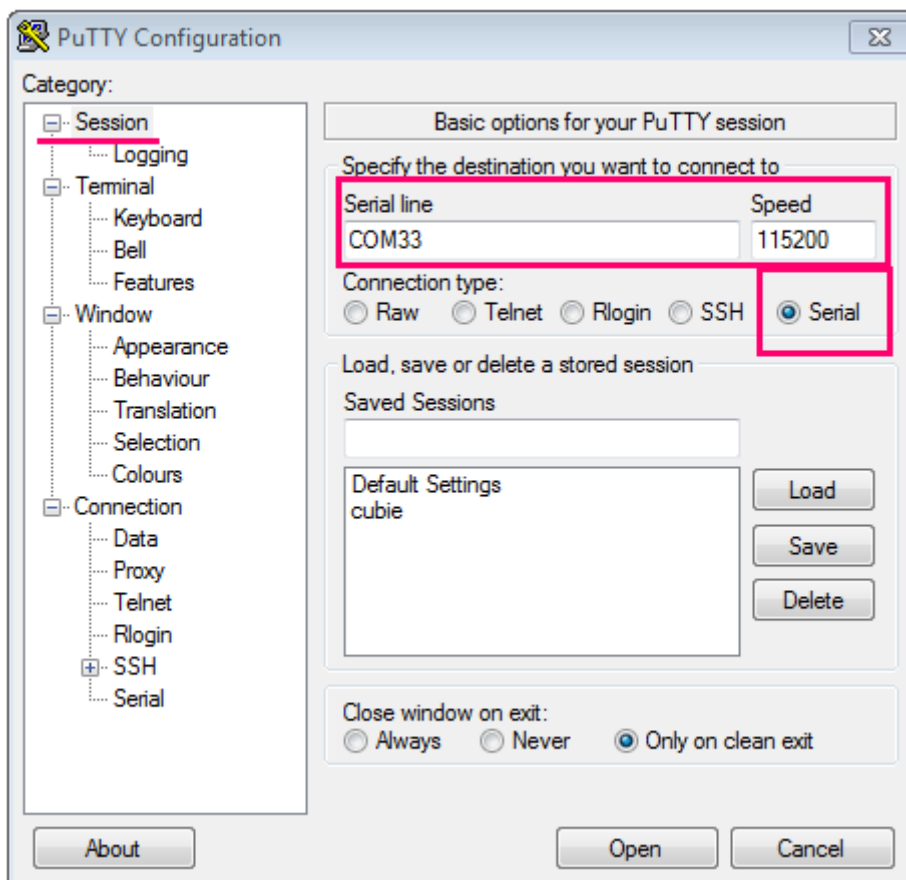 PuTTY Configuration
Category:
Session
Logging
Terminal
Keyboard
Bell
Features
Window
Appearance
Behaviour
Translation
Selection
Colours
Connection
Data
Proxy
Telnet
Rlogin
SSH
Serial
Basic options for your PuTTY session
Specify the destination you want to connect to
Serial line Speed
COM33 115200
Connection type:
Raw Telnet Rlogin SSH Serial
Load, save or delete a stored session
Saved Sessions
Default Settings
cubie
Load
Save
Delete
Close window on exit:
Always Never Only on clean exit
About Open Cancel